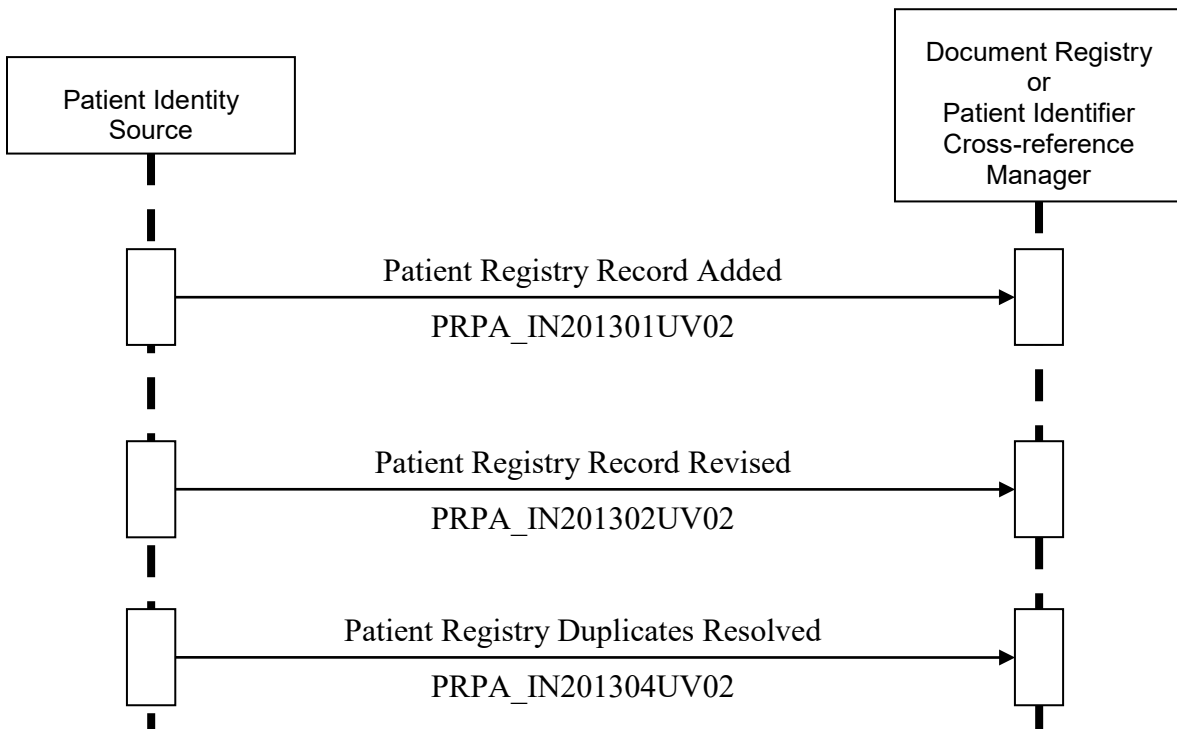 Patient Identity
Source
Document Registry
or
Patient Identifier
Cross-reference
Manager
Patient Registry Record Added
PRPA_IN201301UV02
Patient Registry Record Revised
PRPA_IN201302UV02
Patient Registry Duplicates Resolved
PRPA_IN201304UV02